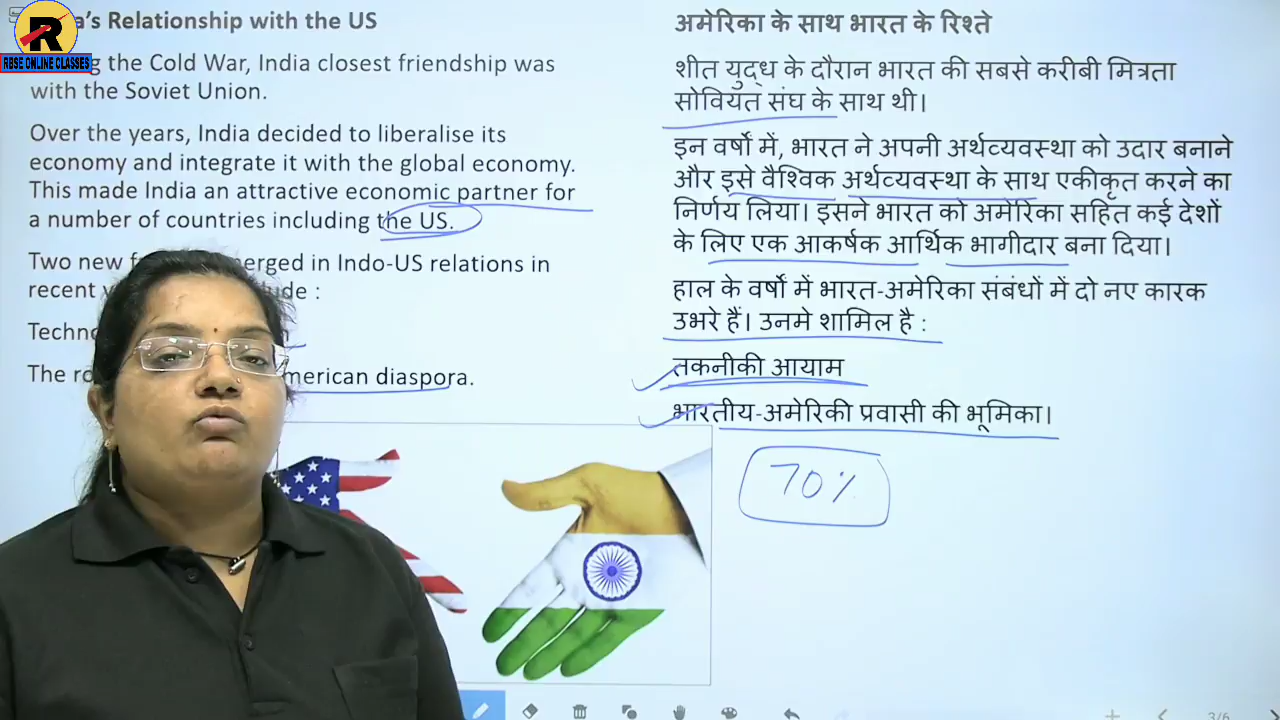 R
RBSE ONLINE CLASSES
's Relationship with the US
the Cold War, India closest friendship was
with the Soviet Union.
Over the years, India decided to liberalise its
economy and integrate it with the global economy.
This made India an attractive economic partner for
a number of countries including the US.
Two new emerged in Indo-US relations in
recent
The American diaspora.
अमेरिका के साथ भारत के रिश्ते
शीत युद्ध के दौरान भारत की सबसे करीबी मित्रता
सोवियत संघ के साथ थी।
इन वर्षों में, भारत ने अपनी अर्थव्यवस्था को उदार बनाने
और इसे वैश्विक अर्थव्यवस्था के साथ एकीकृत करने का
निर्णय लिया। इसने भारत को अमेरिका सहित कई देशों
के लिए एक आकर्षक आर्थिक भागीदार बना दिया।
हाल के वर्षों में भारत-अमेरिका संबंधों में दो नए कारक
उभरे हैं। उनमे शामिल है :
तकनीकी आयाम
भारतीय-अमेरिकी प्रवासी की भूमिका।
70%
3/6